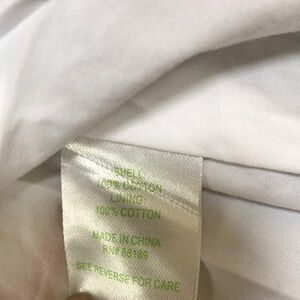 SHELL:
100% COTTON
LINING:
100% COTTON
MADE IN CHINA
RN# 88189
SEE REVERSE FOR CARE